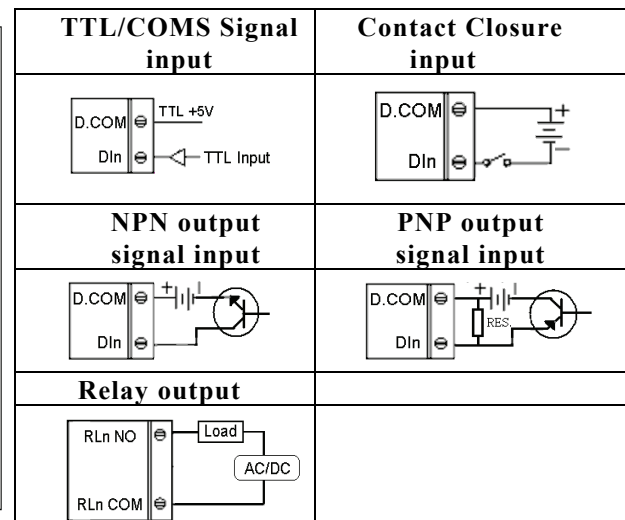 TTL/COMS Signal
input
Contact Closure
input
D.COM
TTL +5V
DIn
TTL Input
D.COM
+
DIn
−
NPN output
signal input
PNP output
signal input
D.COM
+
DIn
D.COM
+
RES.
DIn
Relay output
RLn NO
Load
AC/DC
RLn COM